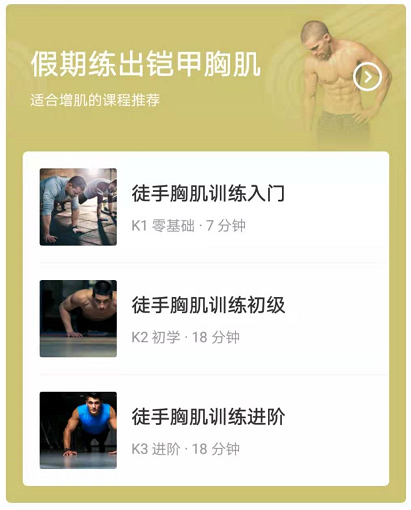 假期练出铠甲胸肌
适合增肌的课程推荐
徒手胸肌训练入门
K1 零基础 · 7 分钟
徒手胸肌训练初级
K2 初学 · 18 分钟
徒手胸肌训练进阶
K3 进阶 · 18 分钟